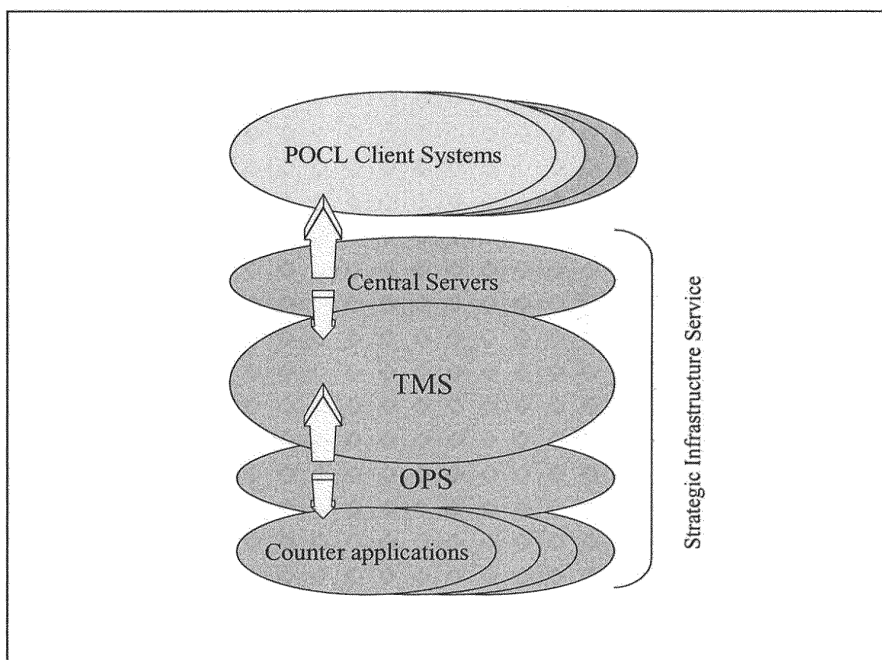 POCL Client Systems
Central Servers
TMS
OPS
Counter applications
Strategic Infrastructure Service